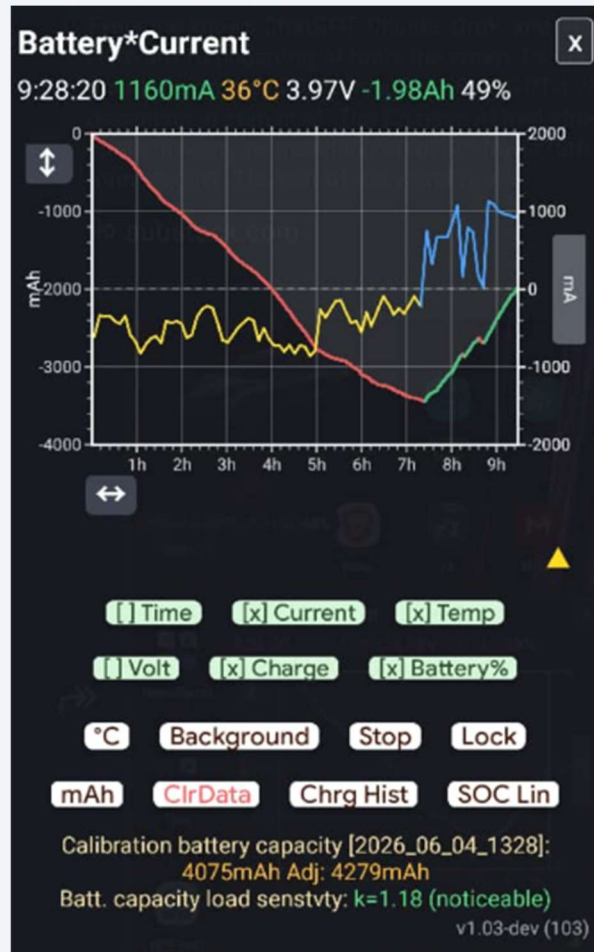 Battery*Current
X
9:28:20 1160mA 36°C 3.97V -1.98Ah 49%
0
2000
-1000
1000
mAh
-2000
0
mA
-3000
-1000
-4000
-2000
1h 2h 3h 4h 5h 6h 7h 8h 9h
[ ] Time [x] Current [x] Temp
[ ] Volt [x] Charge [x] Battery%
°C Background Stop Lock
mAh ClrData Chrg Hist SOC Lin
Calibration battery capacity [2026_06_04_1328]:
4075mAh Adj: 4279mAh
Batt. capacity load senstvty: k=1.18 (noticeable)
v1.03-dev (103)